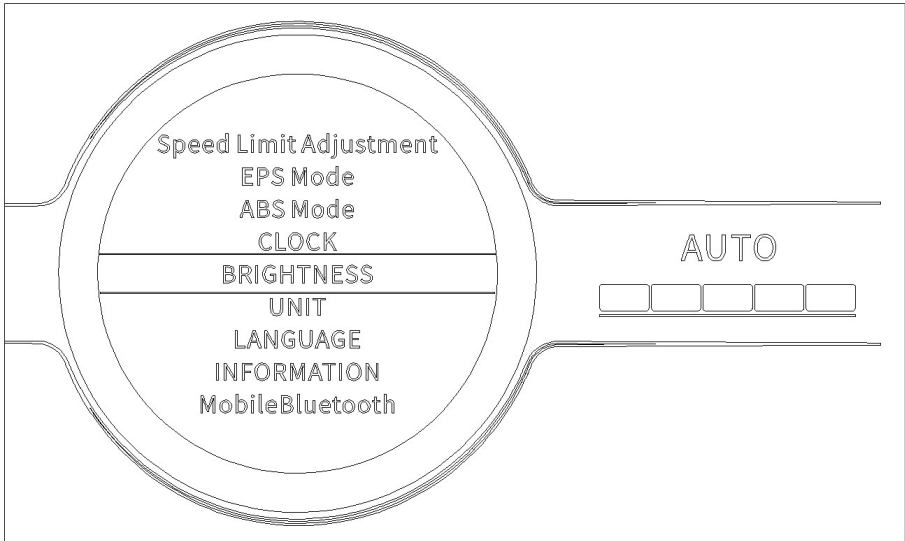 Speed Limit Adjustment
EPS Mode
ABS Mode
CLOCK
BRIGHTNESS
UNIT
LANGUAGE
INFORMATION
MobileBluetooth
AUTO